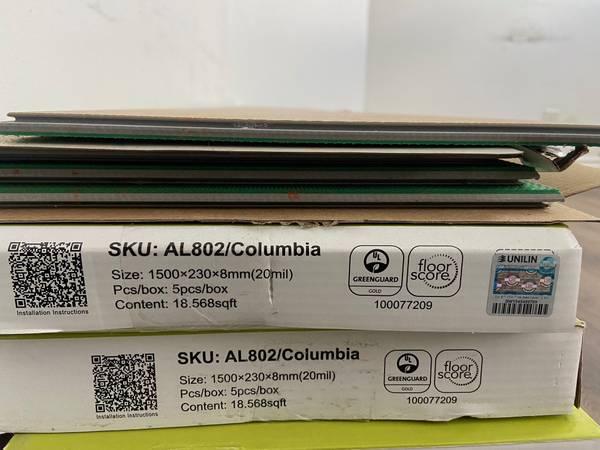 SKU: AL802/Columbia
Size: 1500×230×8mm(20mil)
Pcs/box: 5pcs/box
Content: 18.568sqft
Installation Instructions
UL
GREENGUARD
GOLD
floor
score
100077209
UNILIN
SKU: AL802/Columbia
Size: 1500×230×8mm(20mil)
Pcs/box: 5pcs/box
Content: 18.568sqft
Installation Instructions
UL
GREENGUARD
GOLD
floor
score
100077209